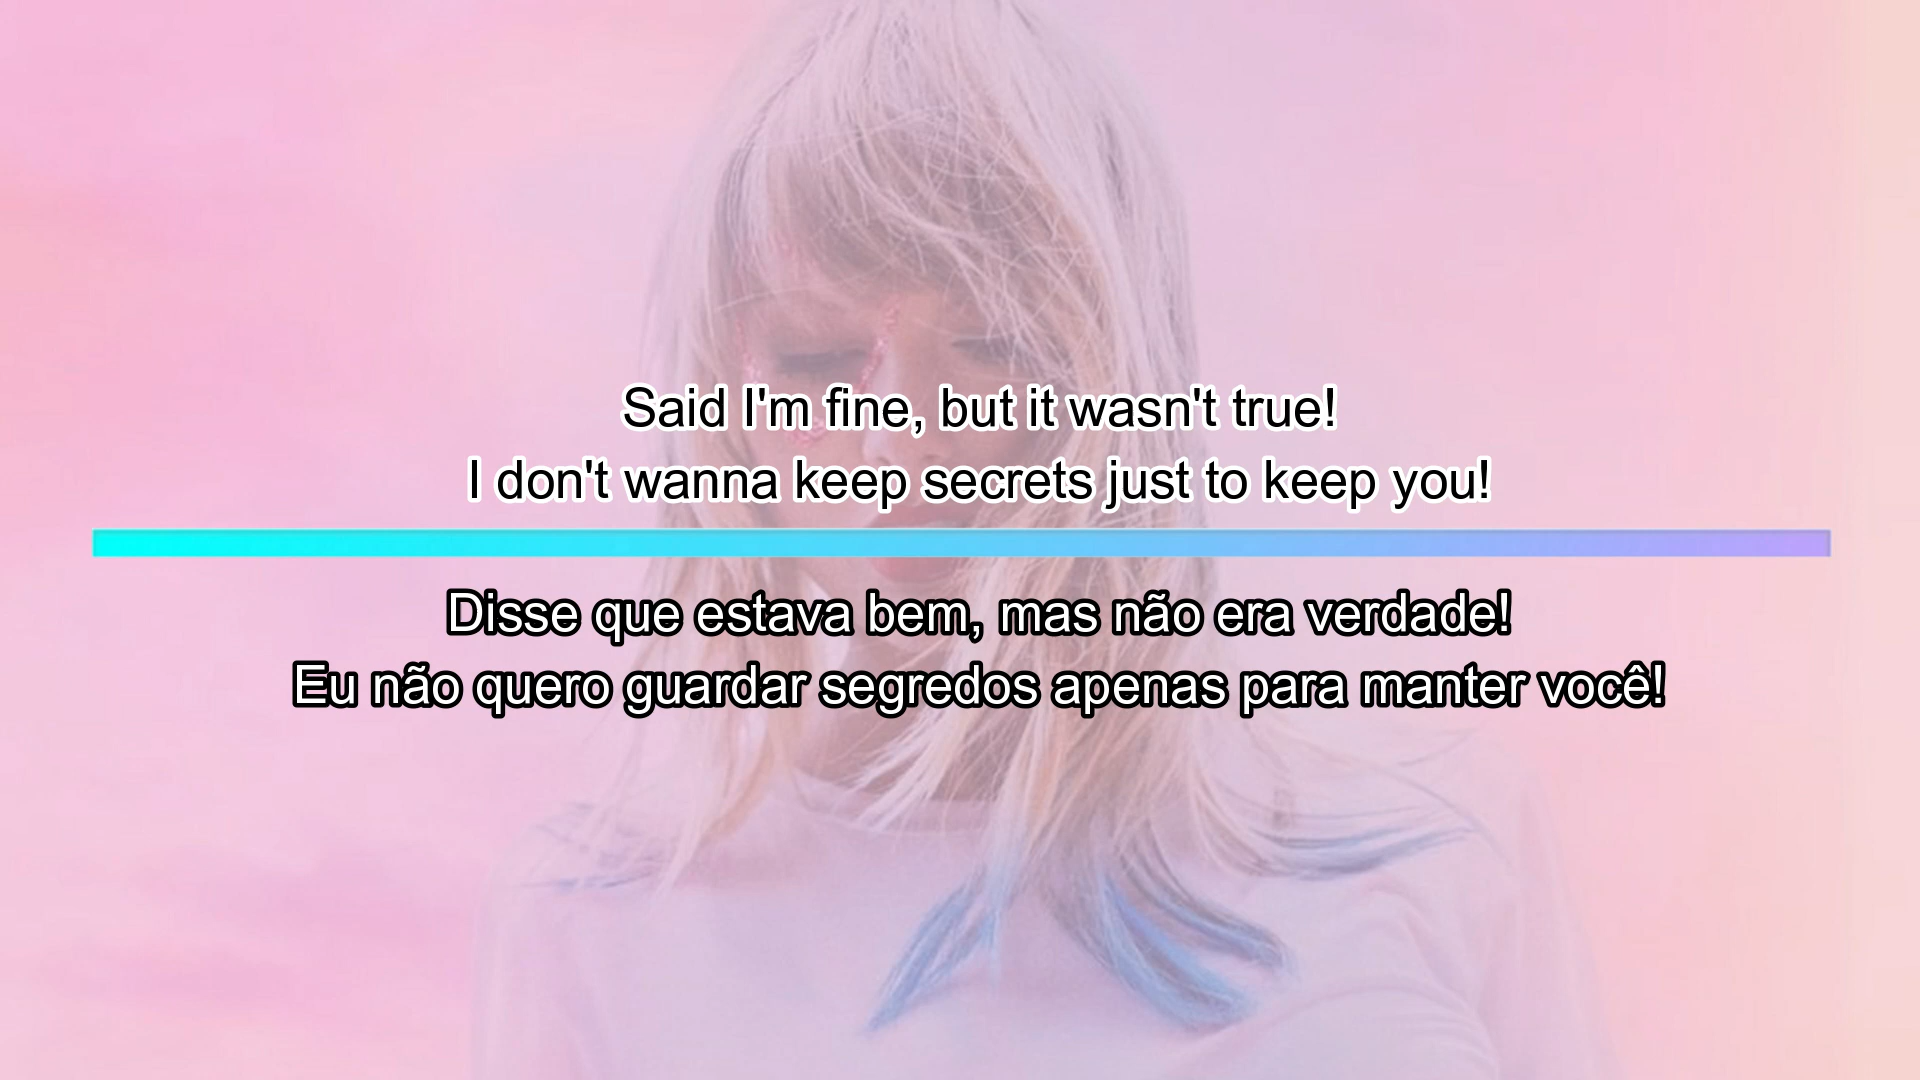 Said I'm fine, but it wasn't true!
I don't wanna keep secrets just to keep you!
Disse que estava bem, mas não era verdade!
Eu não quero guardar segredos apenas para manter você!